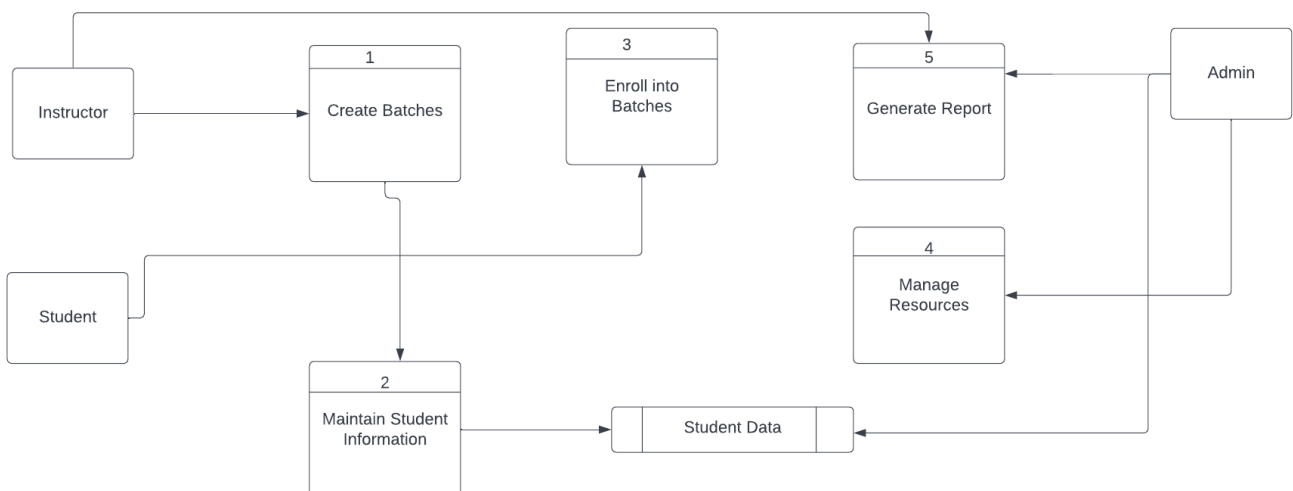 1
3
5
Instructor
Create Batches
Enroll into
Batches
Generate Report
Admin
4
Manage
Resources
Student
2
Maintain Student
Information
Student Data